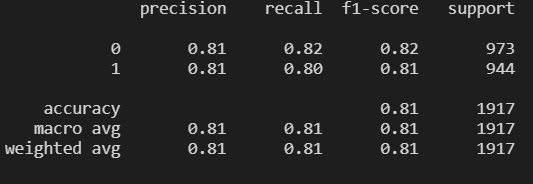 precision recall f1-score support
0 0.81 0.82 0.82 973
1 0.81 0.80 0.81 944
accuracy 0.81 1917
macro avg 0.81 0.81 0.81 1917
weighted avg 0.81 0.81 0.81 1917